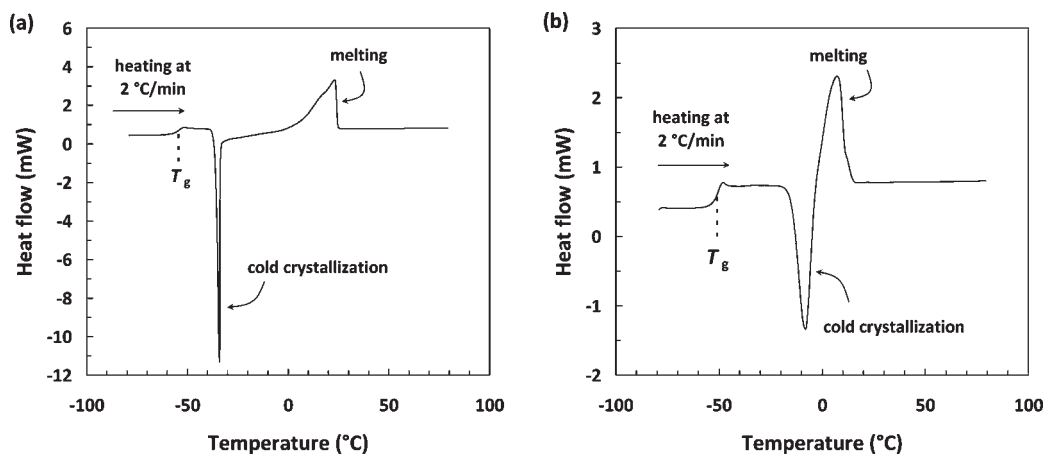 (a)
6
4
2
0
-2
-4
-6
-8
-10
-12
Heat flow (mW)
heating at
2 °C/min
melting
Tg
cold crystallization
-100
-50
0
50
100
Temperature (°C)
(b)
3
2
1
0
-1
-2
Heat flow (mW)
melting
heating at
2 °C/min
Tg
cold crystallization
-100
-50
0
50
100
Temperature (°C)